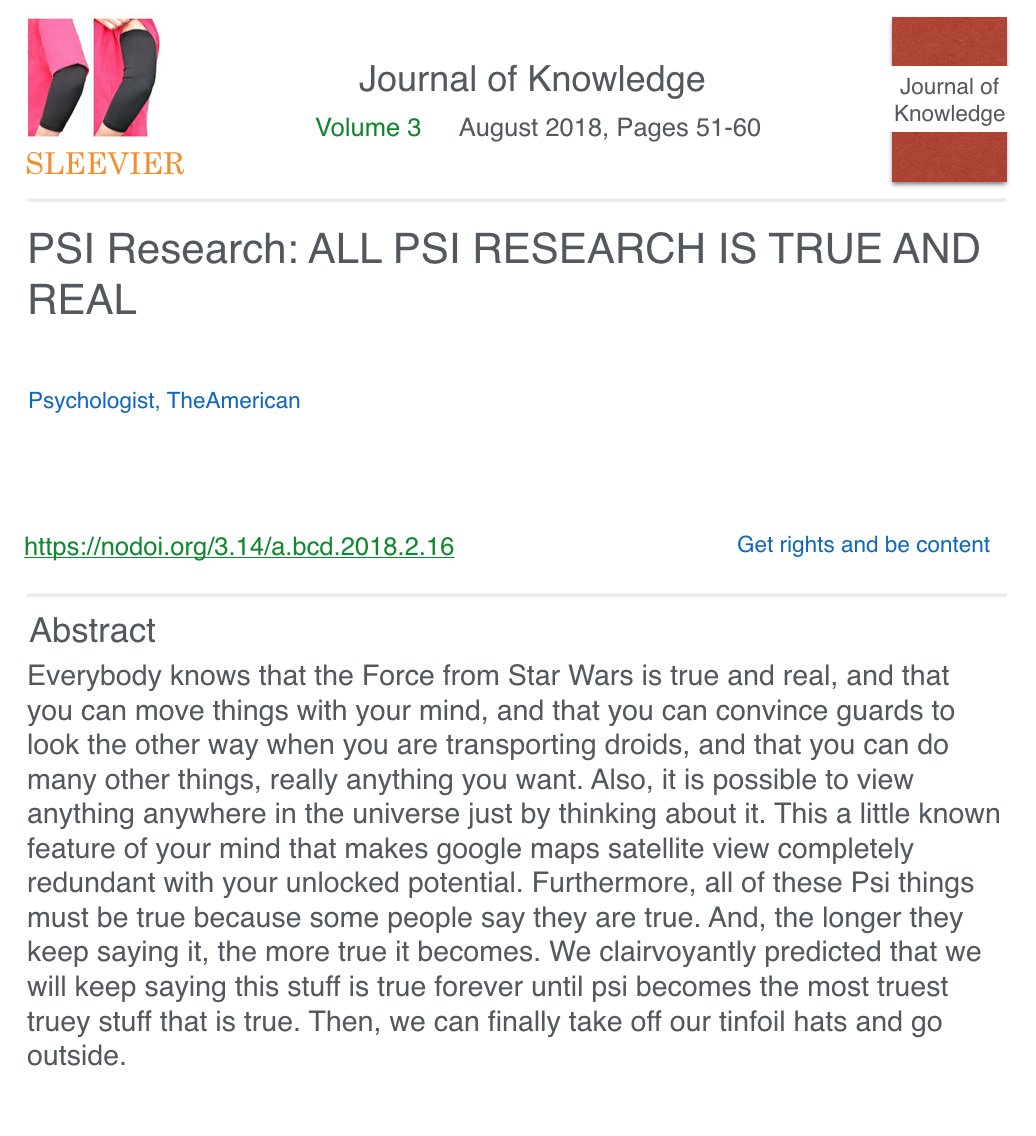 Journal of Knowledge
Volume 3 August 2018, Pages 51-60
SLEEVIER
Journal of
Knowledge
PSI Research: ALL PSI RESEARCH IS TRUE AND
REAL
Psychologist, TheAmerican
https://nodoi.org/3.14/a.bcd.2018.2.16
Get rights and be content
Abstract
Everybody knows that the Force from Star Wars is true and real, and that
you can move things with your mind, and that you can convince guards to
look the other way when you are transporting droids, and that you can do
many other things, really anything you want. Also, it is possible to view
anything anywhere in the universe just by thinking about it. This a little known
feature of your mind that makes google maps satellite view completely
redundant with your unlocked potential. Furthermore, all of these Psi things
must be true because some people say they are true. And, the longer they
keep saying it, the more true it becomes. We clairvoyantly predicted that we
will keep saying this stuff is true forever until psi becomes the most truest
truey stuff that is true. Then, we can finally take off our tinfoil hats and go
outside.